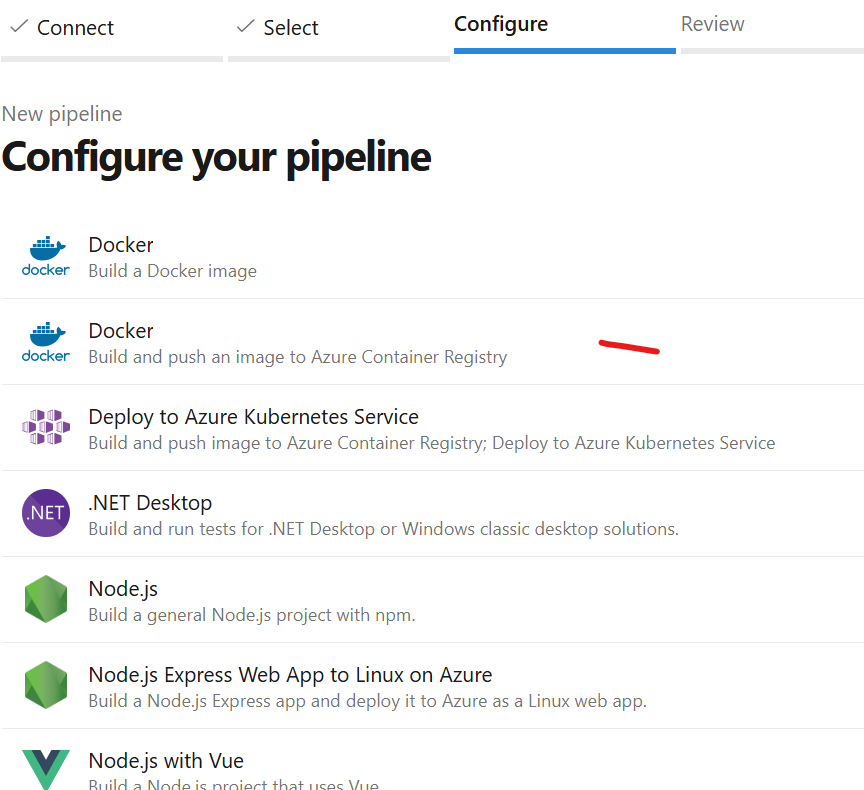 Connect
Select
Configure
Review
New pipeline
Configure your pipeline
docker
Docker
Build a Docker image
docker
Docker
Build and push an image to Azure Container Registry
Deploy to Azure Kubernetes Service
Build and push image to Azure Container Registry; Deploy to Azure Kubernetes Service
.NET
.NET Desktop
Build and run tests for .NET Desktop or Windows classic desktop solutions.
Node.js
Build a general Node.js project with npm.
Node.js Express Web App to Linux on Azure
Build a Node.js Express app and deploy it to Azure as a Linux web app.
Node.js with Vue
Build a Node.js project that uses Vue